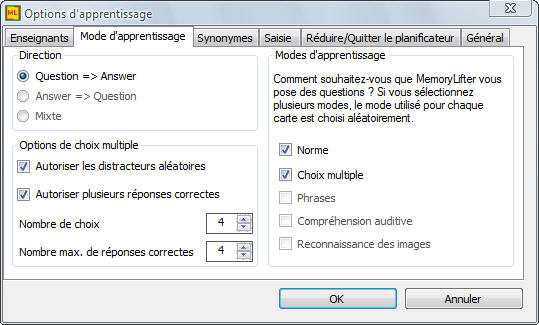 ML Options d'apprentissage
Enseignants Mode d'apprentissage Synonymes Saisie Réduire/Quitter le planificateur Général
Direction
Question => Answer
Answer => Question
Mixte
Options de choix multiple
Autoriser les distracteurs aléatoires
Autoriser plusieurs réponses correctes
Nombre de choix 4
Nombre max. de réponses correctes 4
Modes d'apprentissage
Comment souhaitez-vous que MemoryLifter vous
pose des questions ? Si vous sélectionnez
plusieurs modes, le mode utilisé pour chaque
carte est choisi aléatoirement.
Norme
Choix multiple
Phrases
Compréhension auditive
Reconnaissance des images
OK Annuler